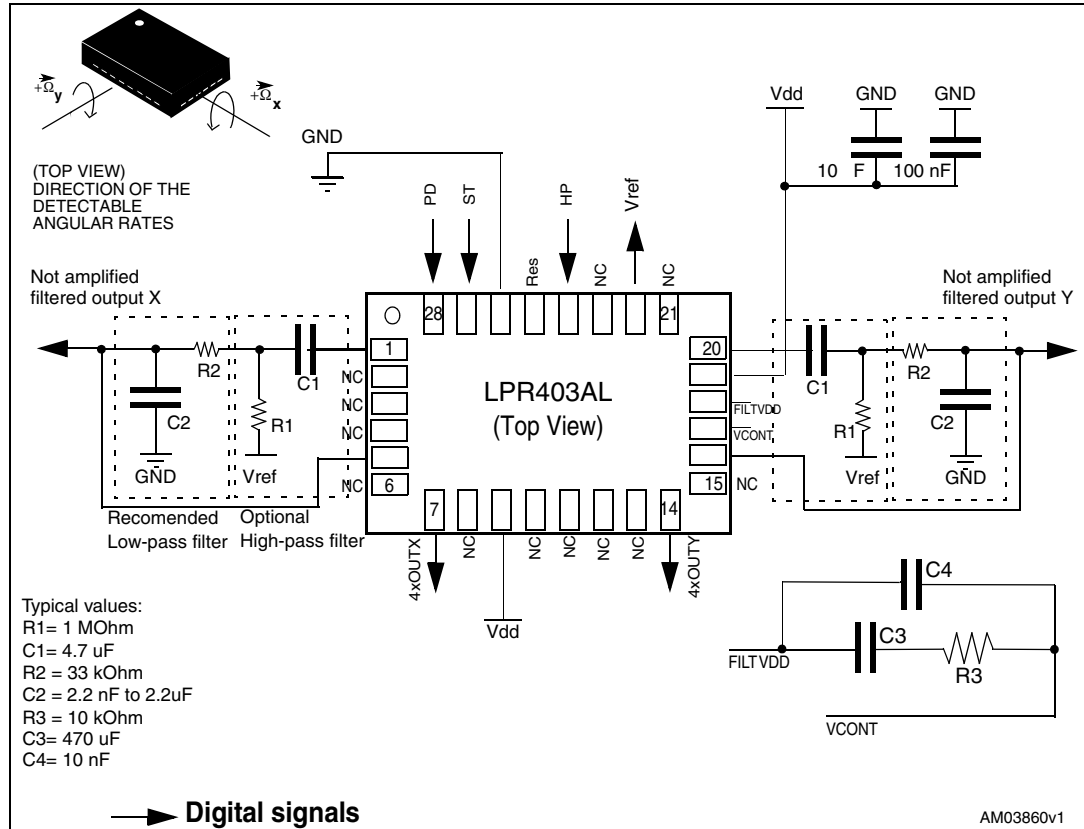 +Ωy
+Ωx
(TOP VIEW)
DIRECTION OF THE
DETECTABLE
ANGULAR RATES
GND
PD
ST
Res
HP
NC
Vref
NC
Vdd
GND
GND
10 F
100 nF
Not amplified
filtered output X
Not amplified
filtered output Y
28
21
1
20
NC
NC
NC
NC
6
LPR403AL
(Top View)
FILTVDD
VCONT
15
NC
7
14
R2
C1
C2
R1
GND
Vref
Recomended
Low-pass filter
Optional
High-pass filter
C1
R2
R1
C2
Vref
GND
4xOUTX
NC
Vdd
NC
NC
NC
NC
4xOUTY
C4
C3
R3
FILTVDD
VCONT
Typical values:
R1= 1 MOhm
C1= 4.7 uF
R2 = 33 kOhm
C2 = 2.2 nF to 2.2uF
R3 = 10 kOhm
C3= 470 uF
C4= 10 nF
Digital signals
AM03860v1